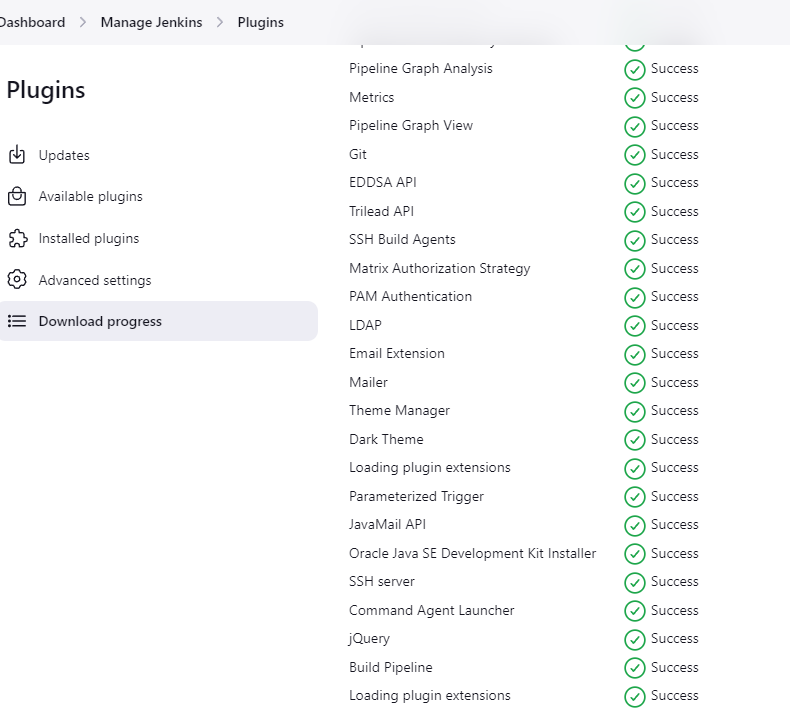 Dashboard > Manage Jenkins > Plugins
Plugins
Updates
Available plugins
Installed plugins
Advanced settings
Download progress
Pipeline Graph Analysis Success
Metrics Success
Pipeline Graph View Success
Git Success
EDDSA API Success
Trilead API Success
SSH Build Agents Success
Matrix Authorization Strategy Success
PAM Authentication Success
LDAP Success
Email Extension Success
Mailer Success
Theme Manager Success
Dark Theme Success
Loading plugin extensions Success
Parameterized Trigger Success
JavaMail API Success
Oracle Java SE Development Kit Installer Success
SSH server Success
Command Agent Launcher Success
jQuery Success
Build Pipeline Success
Loading plugin extensions Success